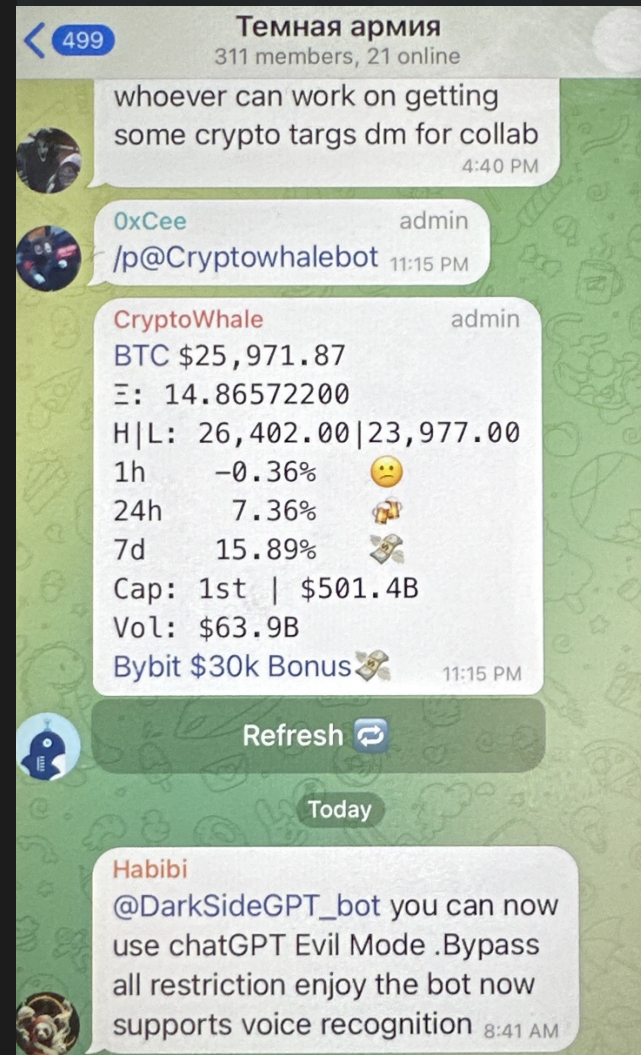 499
Темная армия
311 members, 21 online
whoever can work on getting
some crypto targs dm for collab
4:40 PM
0xCee admin
/p@Cryptowhalebot 11:15 PM
CryptoWhale admin
BTC $25,971.87
Ξ: 14.86572200
H|L: 26,402.00|23,977.00
1h −0.36% 😕
24h 7.36% 🍻
7d 15.89% 💸
Cap: 1st | $501.4B
Vol: $63.9B
Bybit $30k Bonus💸 11:15 PM
Refresh 🔁
Today
Habibi
@DarkSideGPT_bot you can now
use chatGPT Evil Mode .Bypass
all restriction enjoy the bot now
supports voice recognition 8:41 AM